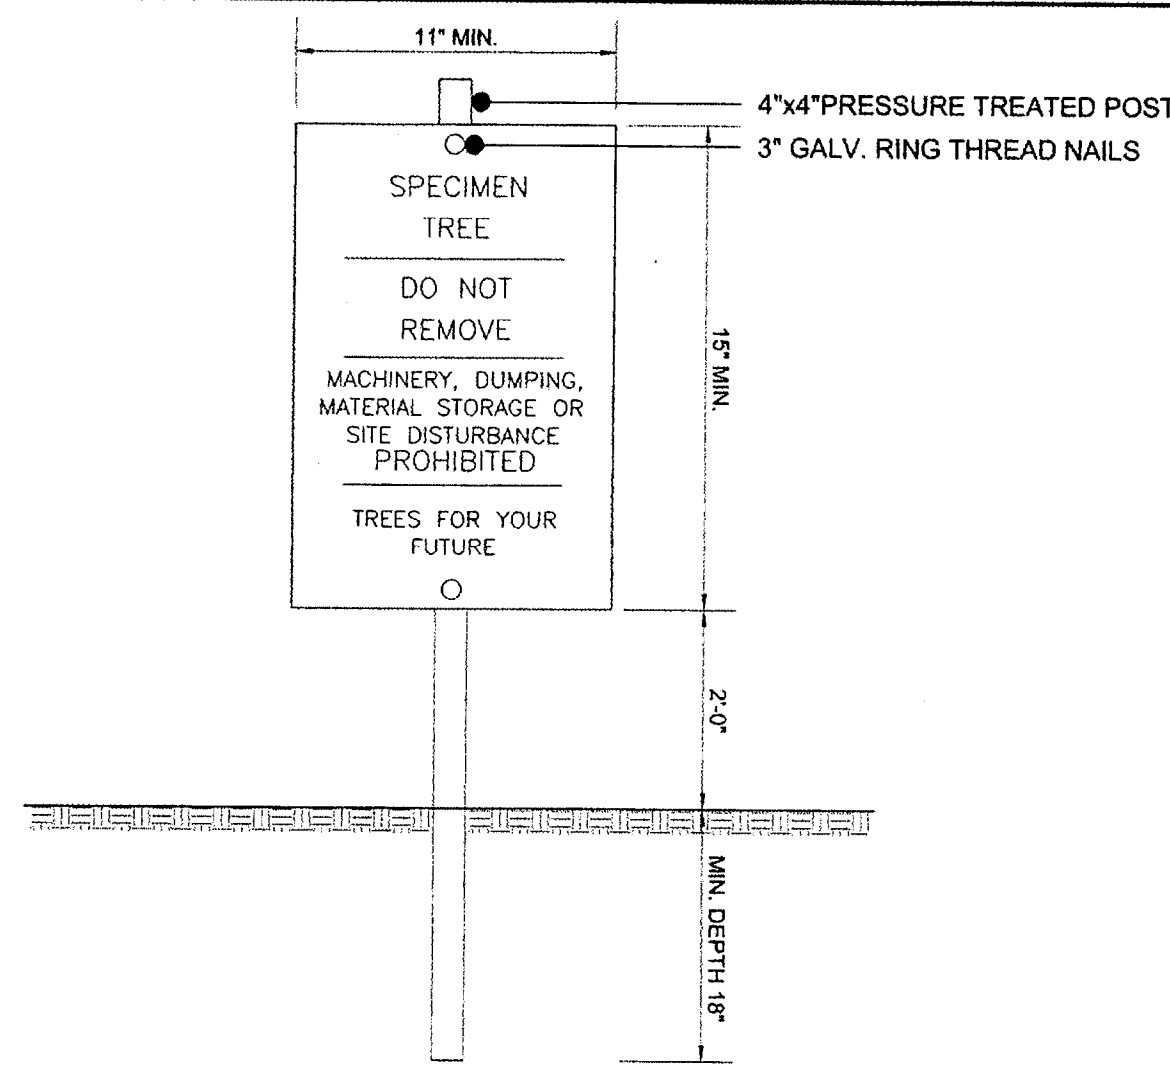 11" MIN.
4"x4"PRESSURE TREATED POST
3" GALV. RING THREAD NAILS
SPECIMEN
TREE
DO NOT
REMOVE
MACHINERY, DUMPING,
MATERIAL STORAGE OR
SITE DISTURBANCE
PROHIBITED
TREES FOR YOUR
FUTURE
15" MIN.
2'-0"
MIN. DEPTH 18"